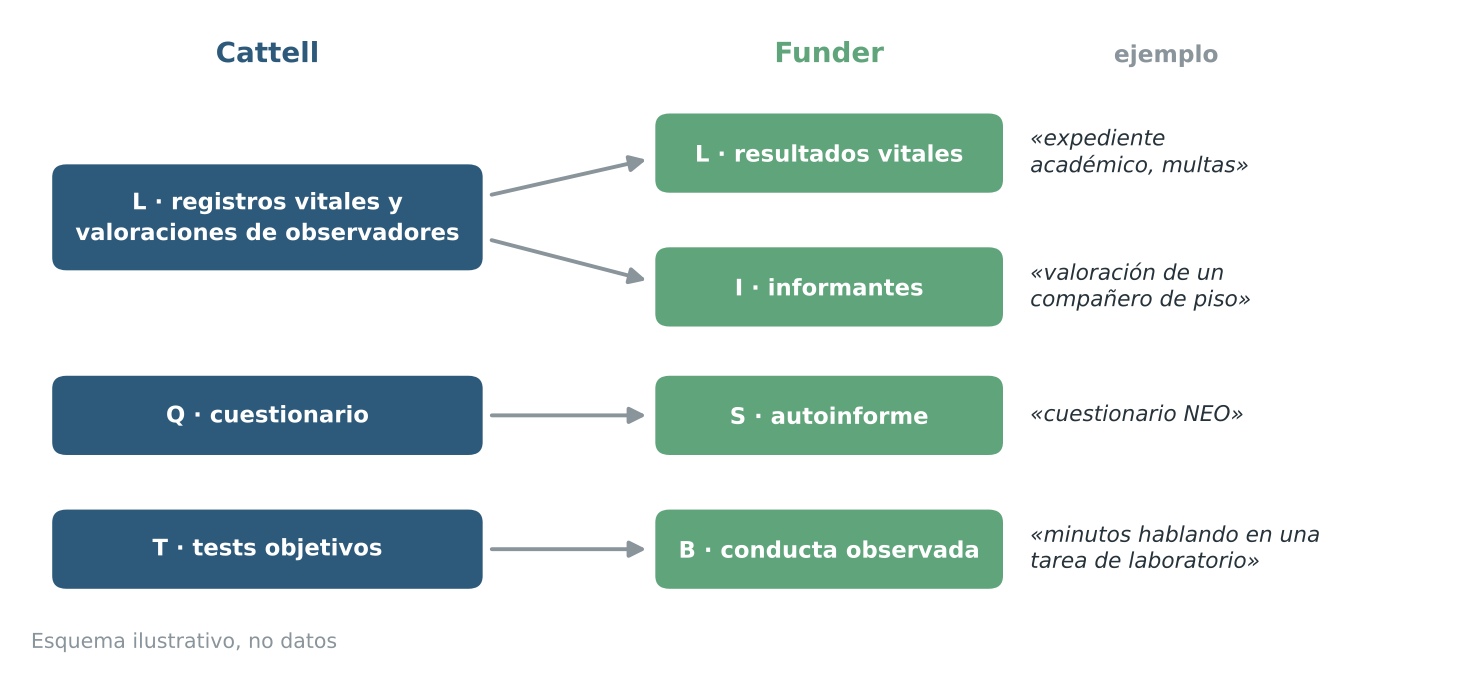 Cattell
Funder
ejemplo
L · registros vitales y
valoraciones de observadores
L · resultados vitales
«expediente
académico, multas»
I · informantes
«valoración de un
compañero de piso»
Q · cuestionario
S · autoinforme
«cuestionario NEO»
T · tests objetivos
B · conducta observada
«minutos hablando en una
tarea de laboratorio»
Esquema ilustrativo, no datos